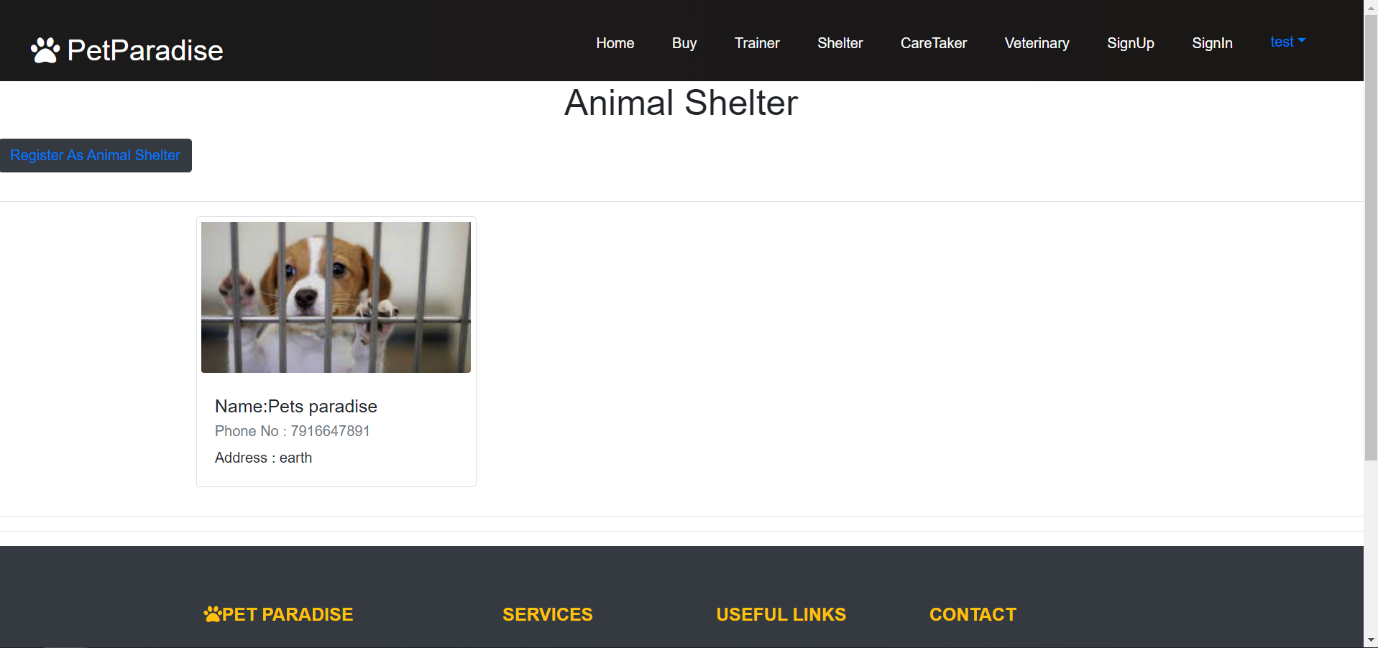 PetParadise
Home Buy Trainer Shelter CareTaker Veterinary SignUp SignIn test
Animal Shelter
Register As Animal Shelter
Name:Pets paradise
Phone No : 7916647891
Address : earth
PET PARADISE SERVICES USEFUL LINKS CONTACT